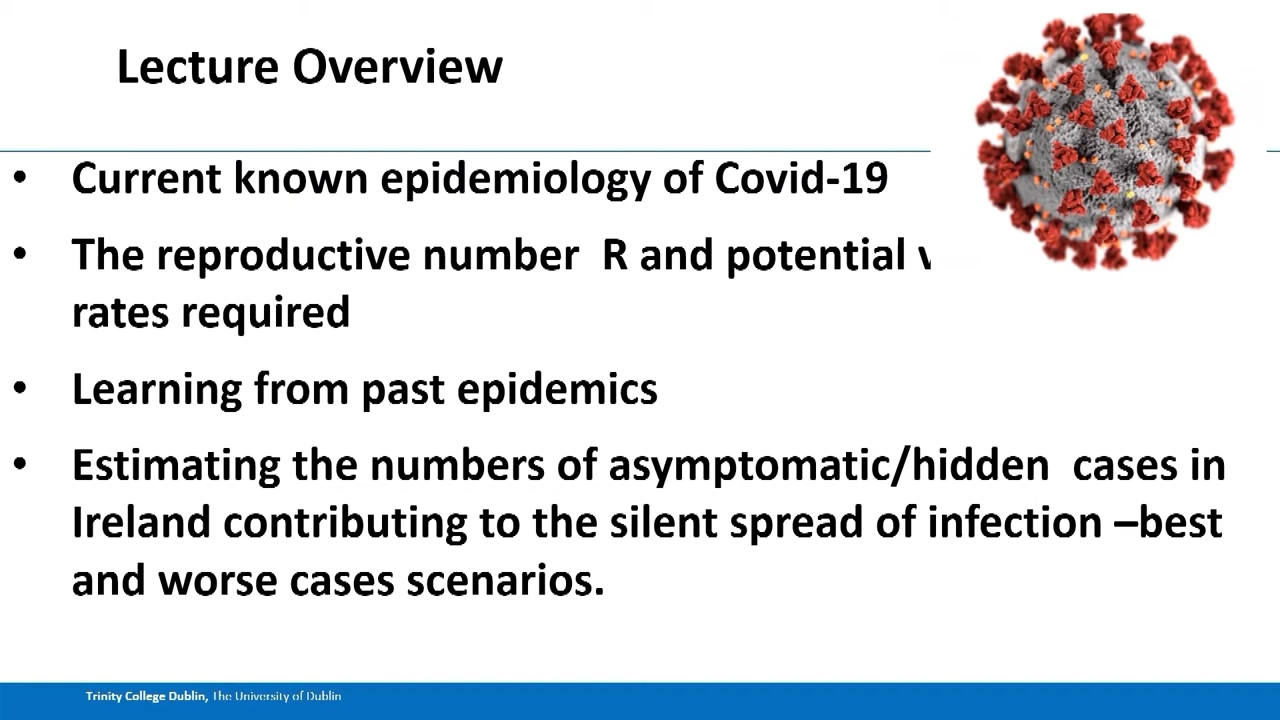 Lecture Overview
• Current known epidemiology of Covid-19
• The reproductive number  R and potential
rates required
• Learning from past epidemics
• Estimating the numbers of asymptomatic/hidden  cases in
Ireland contributing to the silent spread of infection –best
and worse cases scenarios.
Trinity College Dublin, The University of Dublin